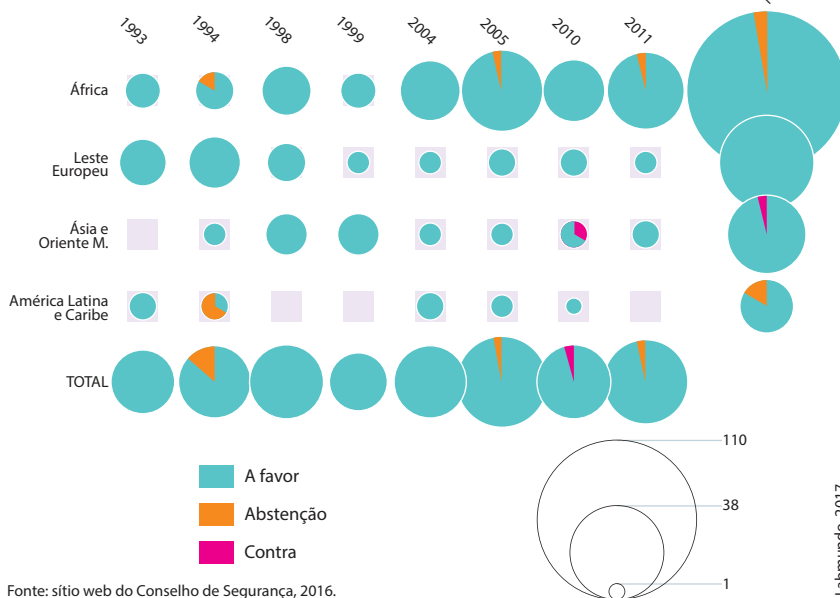 1993 1994 1998 1999 2004 2005 2010 2011
África
Leste
Europeu
Ásia e
Oriente M.
América Latina
e Caribe
TOTAL
110
A favor
38
Abstenção
Contra
1
Fonte: sítio web do Conselho de Segurança, 2016.
2017